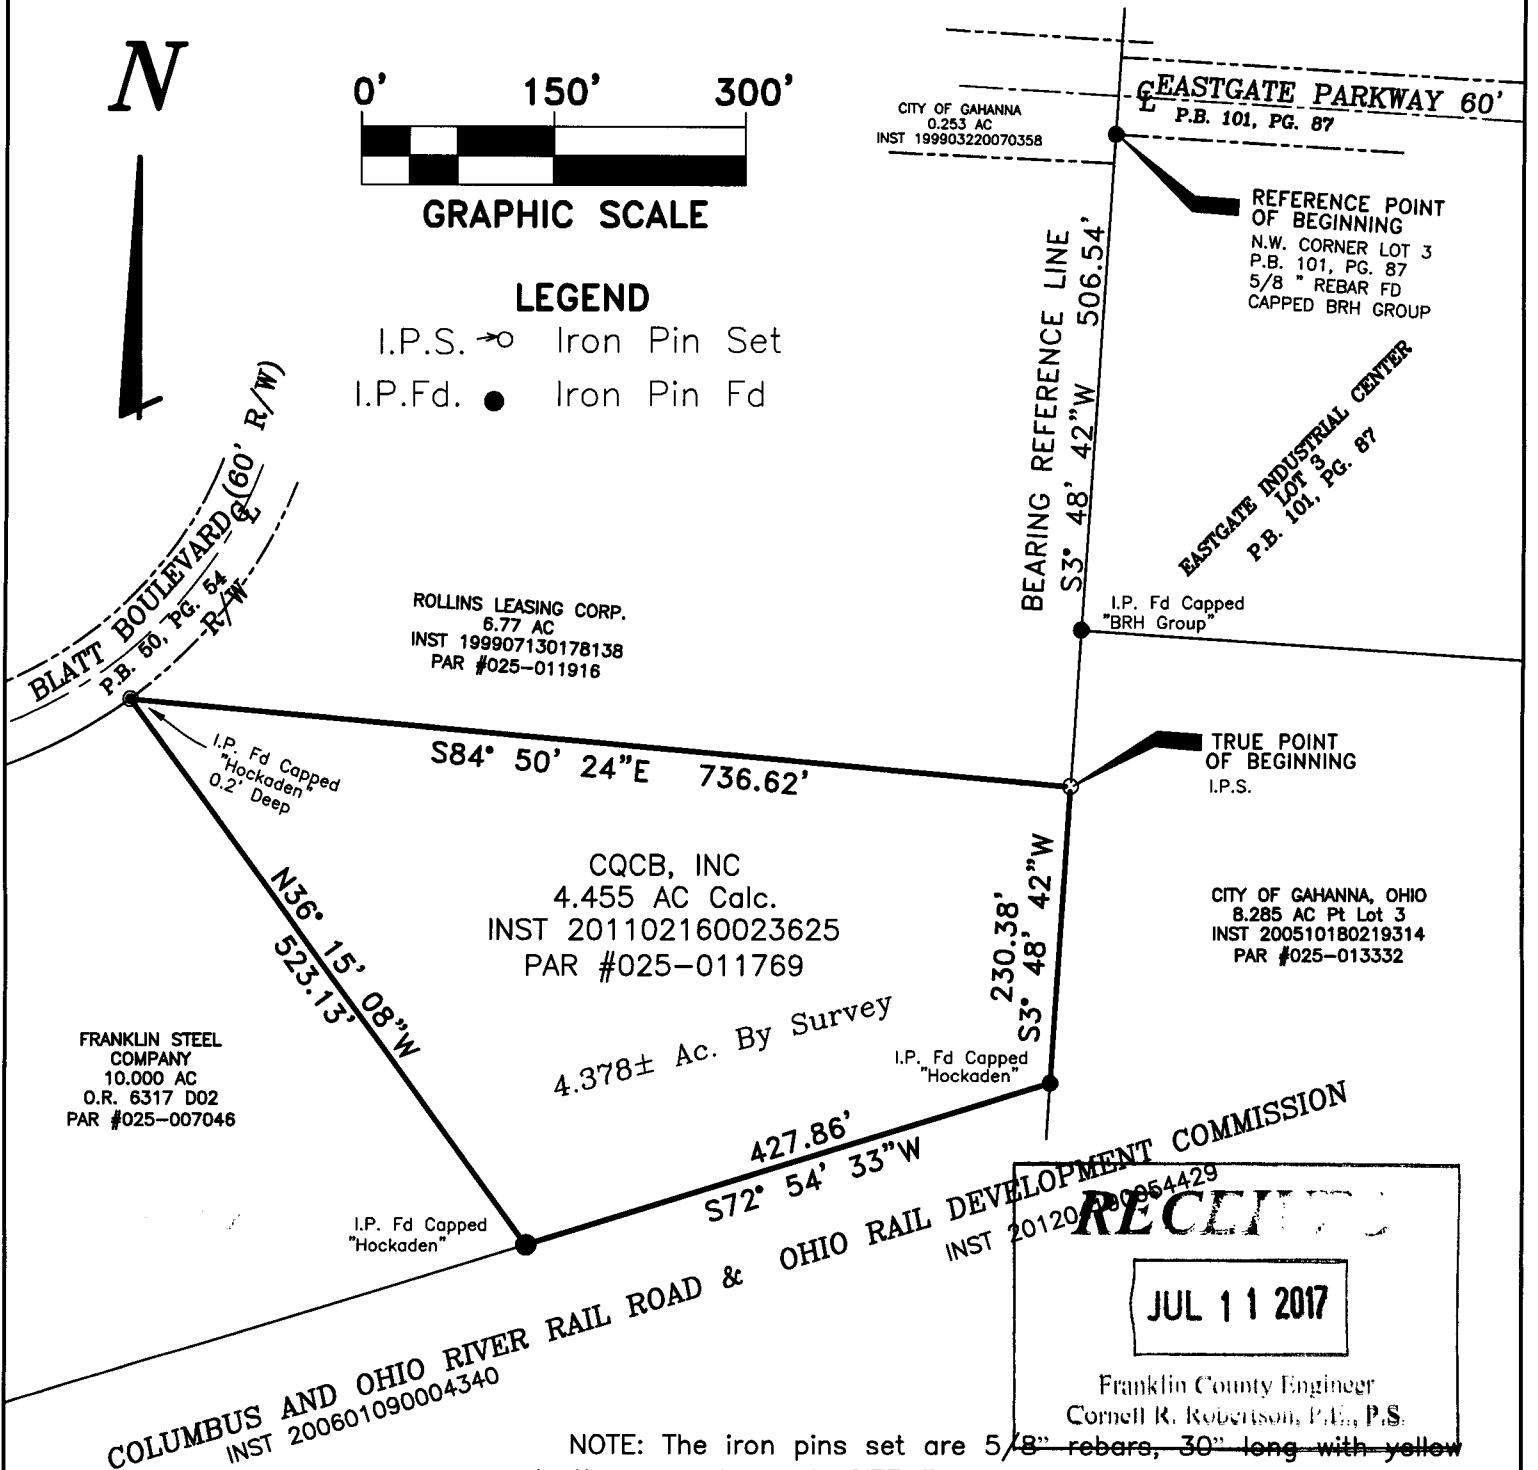 N
0' 150' 300'
GRAPHIC SCALE
LEGEND
I.P.S. Iron Pin Set
I.P.Fd. Iron Pin Fd
CITY OF GAHANNA
0.253 AC
INST 199903220070358
CL EASTGATE PARKWAY 60'
P.B. 101, PG. 87
REFERENCE POINT
OF BEGINNING
N.W. CORNER LOT 3
P.B. 101, PG. 87
5/8 " REBAR FD
CAPPED BRH GROUP
BEARING REFERENCE LINE
S3° 48' 42"W 506.54'
EASTGATE INDUSTRIAL CENTER
LOT 3
P.B. 101, PG. 87
BLATT BOULEVARD CL (60' R/W)
P.B. 50, PG. 54
R/W
ROLLINS LEASING CORP.
6.77 AC
INST 199907130178138
PAR #025-011916
I.P. Fd Capped
"BRH Group"
S84° 50' 24"E 736.62'
TRUE POINT
OF BEGINNING
I.P.S.
I.P. Fd Capped
"Hockaden"
0.2' Deep
CQCB, INC
4.455 AC Calc.
INST 201102160023625
PAR #025-011769
4.378± Ac. By Survey
N36° 15' 08"W
523.13'
230.38'
S3° 48' 42"W
CITY OF GAHANNA, OHIO
8.285 AC Pt Lot 3
INST 200510180219314
PAR #025-013332
FRANKLIN STEEL
COMPANY
10.000 AC
O.R. 6317 D02
PAR #025-007046
I.P. Fd Capped
"Hockaden"
427.86'
S72° 54' 33"W
I.P. Fd Capped
"Hockaden"
COLUMBUS AND OHIO RIVER RAIL ROAD & OHIO RAIL DEVELOPMENT COMMISSION
INST 200601090004340
INST
RECEIVED
JUL 11 2017
Franklin County Engineer
Cornell R. Robertson, P.E., P.S.
NOTE: The iron pins set are 5/8" rebars, 30" long with yellow